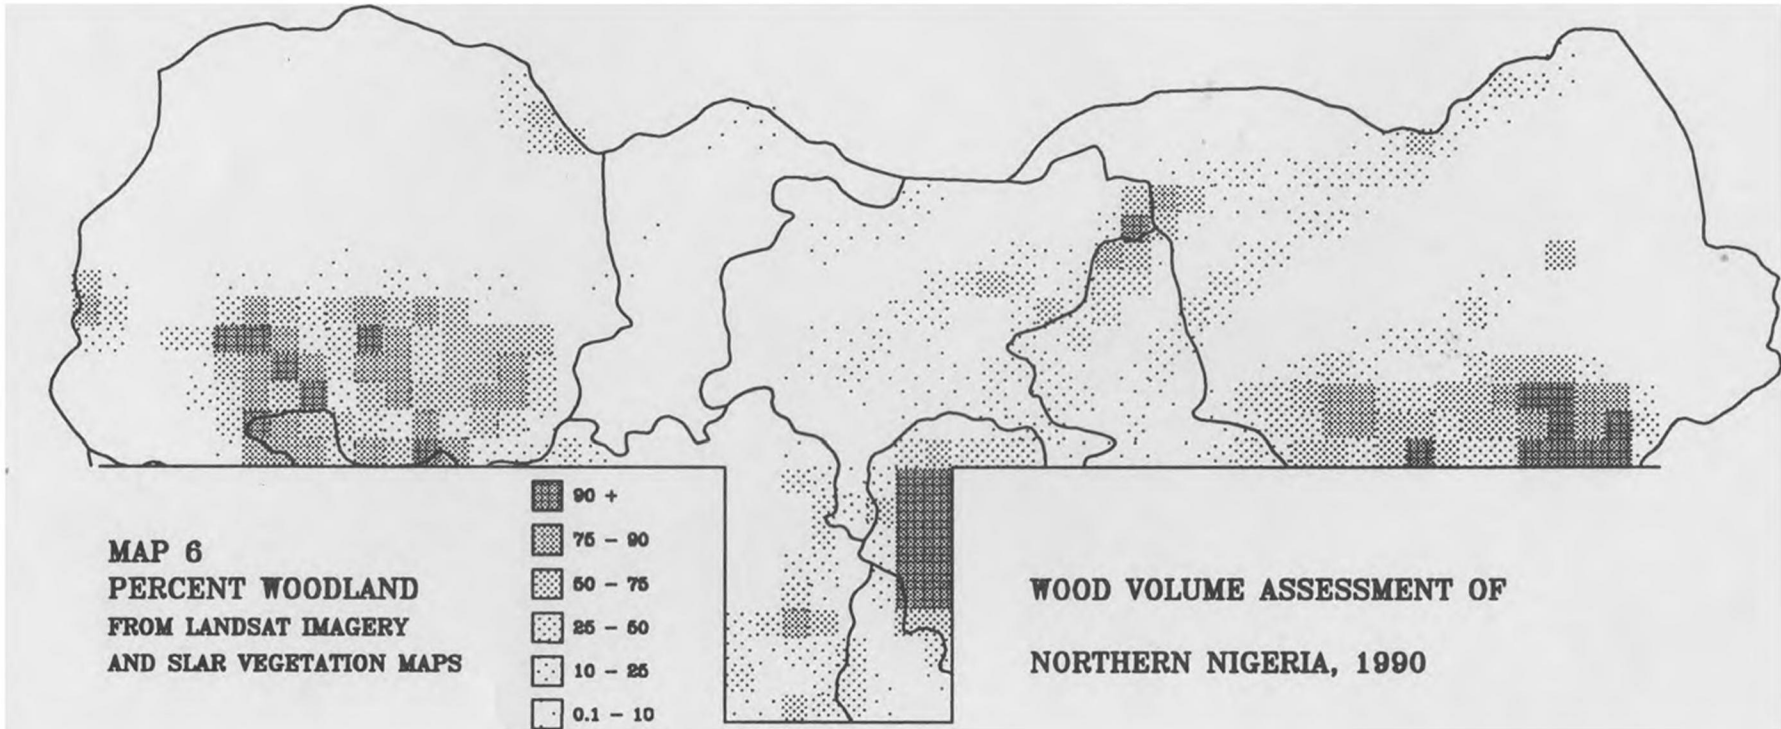 MAP 6
PERCENT WOODLAND
FROM LANDSAT IMAGERY
AND SLAR VEGETATION MAPS
90 +
75 - 90
50 - 75
25 - 50
10 - 25
0.1 - 10
WOOD VOLUME ASSESSMENT OF
NORTHERN NIGERIA, 1990